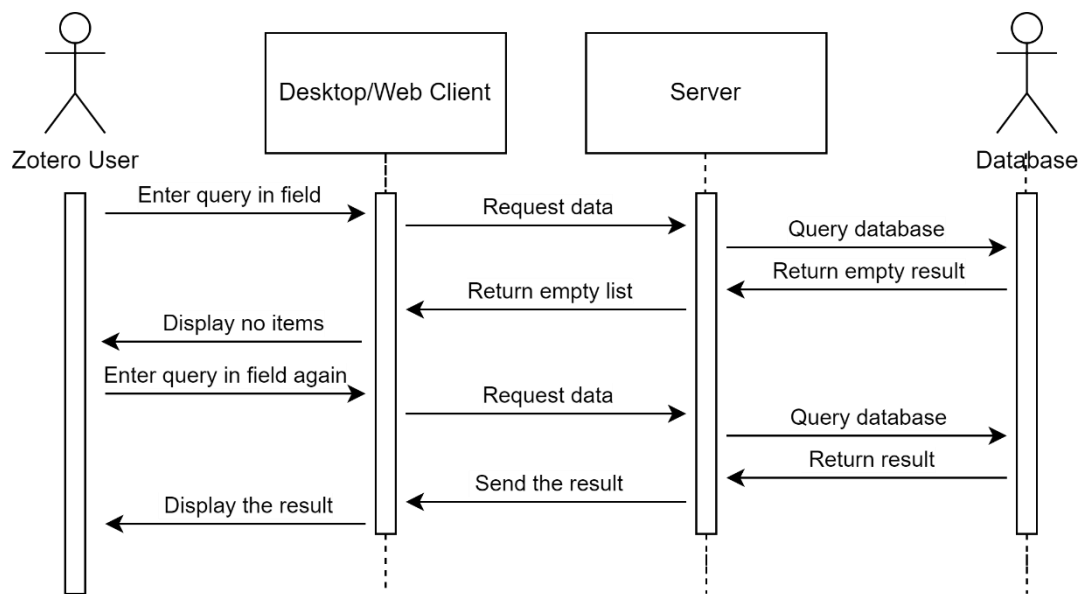 Desktop/Web Client
Server
Zotero User
Database
Enter query in field
Request data
Query database
Return empty result
Return empty list
Display no items
Enter query in field again
Request data
Query database
Return result
Send the result
Display the result